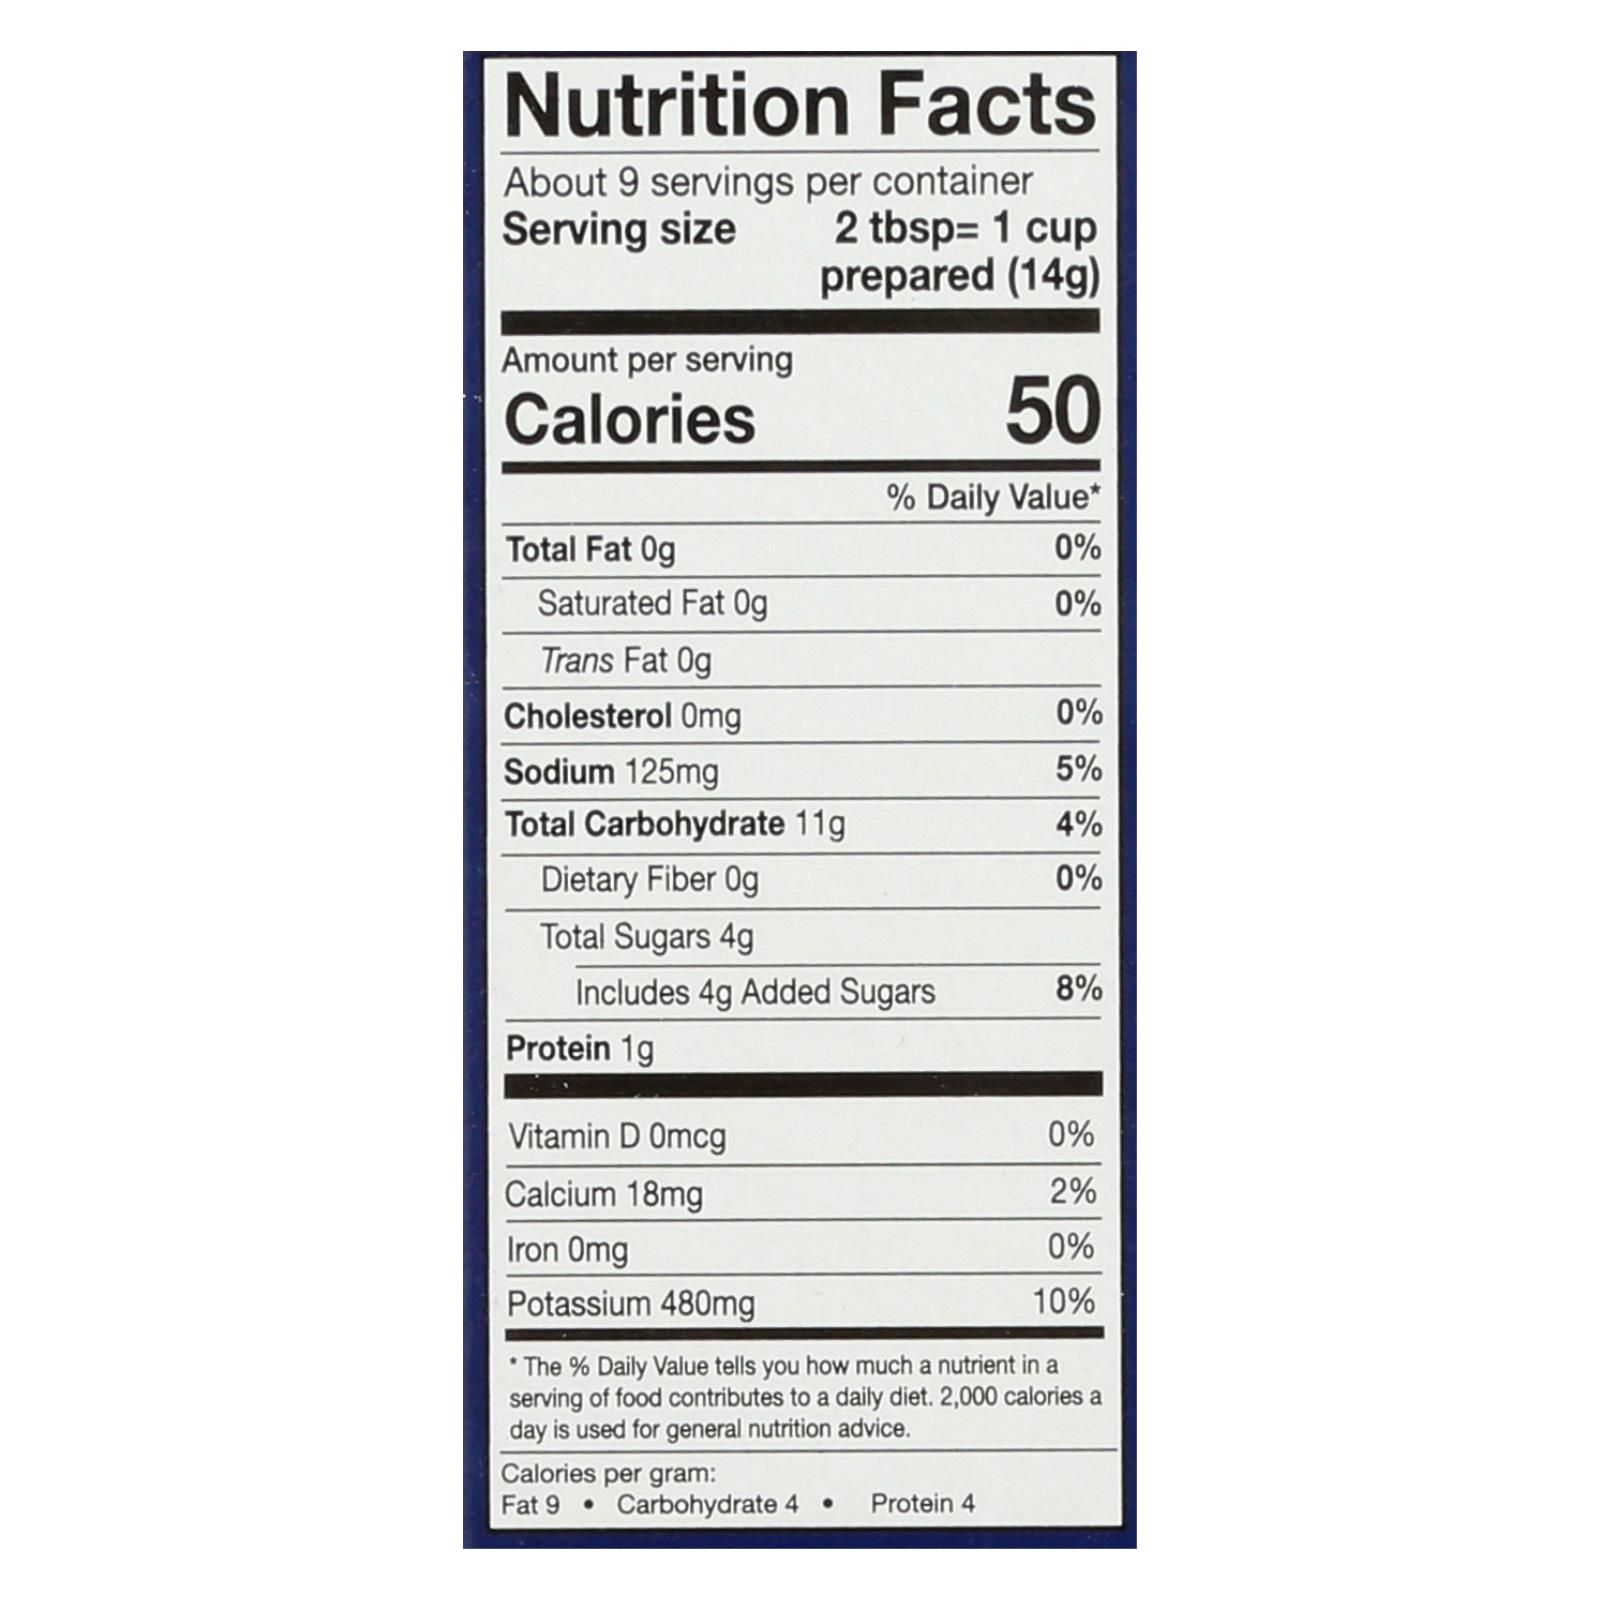 Nutrition Facts
About 9 servings per container
Serving size 2 tbsp= 1 cup
prepared (14g)
Amount per serving
Calories 50
% Daily Value*
Total Fat 0g 0%
Saturated Fat 0g 0%
Trans Fat 0g
Cholesterol 0mg 0%
Sodium 125mg 5%
Total Carbohydrate 11g 4%
Dietary Fiber 0g 0%
Total Sugars 4g
Includes 4g Added Sugars 8%
Protein 1g
Vitamin D 0mcg 0%
Calcium 18mg 2%
Iron 0mg 0%
Potassium 480mg 10%
* The % Daily Value tells you how much a nutrient in a
serving of food contributes to a daily diet. 2,000 calories a
day is used for general nutrition advice.
Calories per gram:
Fat 9 • Carbohydrate 4 • Protein 4